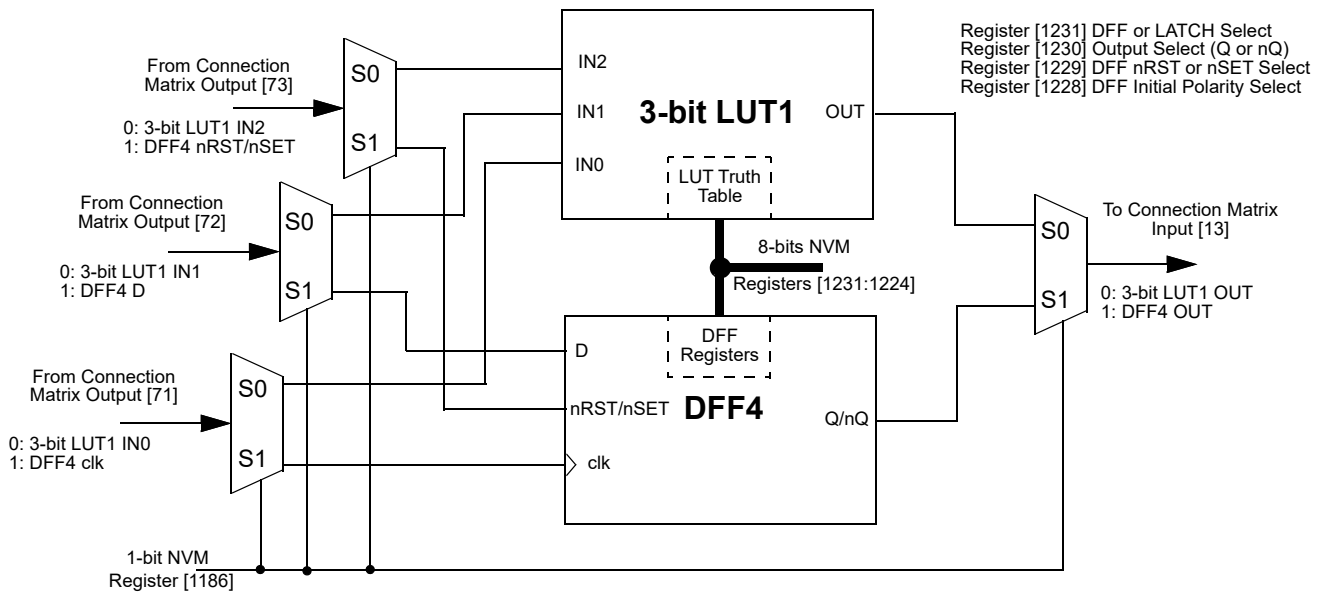 Register [1231] DFF or LATCH Select
Register [1230] Output Select (Q or nQ)
Register [1229] DFF nRST or nSET Select
Register [1228] DFF Initial Polarity Select
From Connection
Matrix Output [73]
0: 3-bit LUT1 IN2
1: DFF4 nRST/nSET
S0
S1
IN2
IN1
IN0
3-bit LUT1
OUT
LUT Truth
Table
From Connection
Matrix Output [72]
0: 3-bit LUT1 IN1
1: DFF4 D
S0
S1
8-bits NVM
Registers [1231:1224]
To Connection Matrix
Input [13]
S0
S1
0: 3-bit LUT1 OUT
1: DFF4 OUT
From Connection
Matrix Output [71]
0: 3-bit LUT1 IN0
1: DFF4 clk
S0
S1
D
nRST/nSET
clk
DFF
Registers
DFF4
Q/nQ
1-bit NVM
Register [1186]